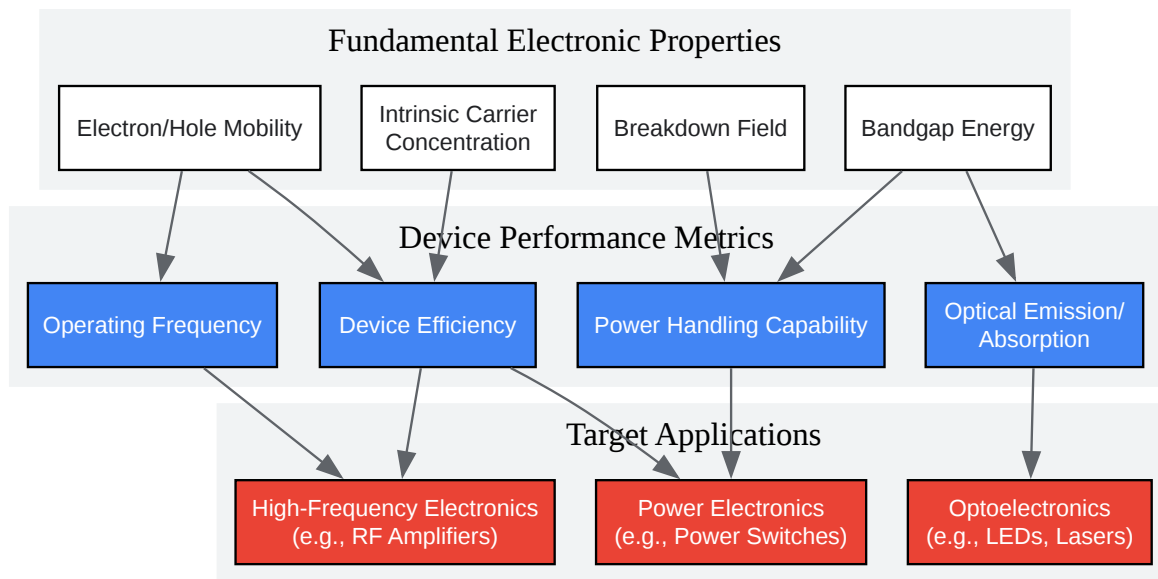 Fundamental Electronic Properties
Electron/Hole Mobility
Intrinsic Carrier
Concentration
Breakdown Field
Bandgap Energy
Device Performance Metrics
Operating Frequency
Device Efficiency
Power Handling Capability
Optical Emission/
Absorption
Target Applications
High-Frequency Electronics
(e.g., RF Amplifiers)
Power Electronics
(e.g., Power Switches)
Optoelectronics
(e.g., LEDs, Lasers)